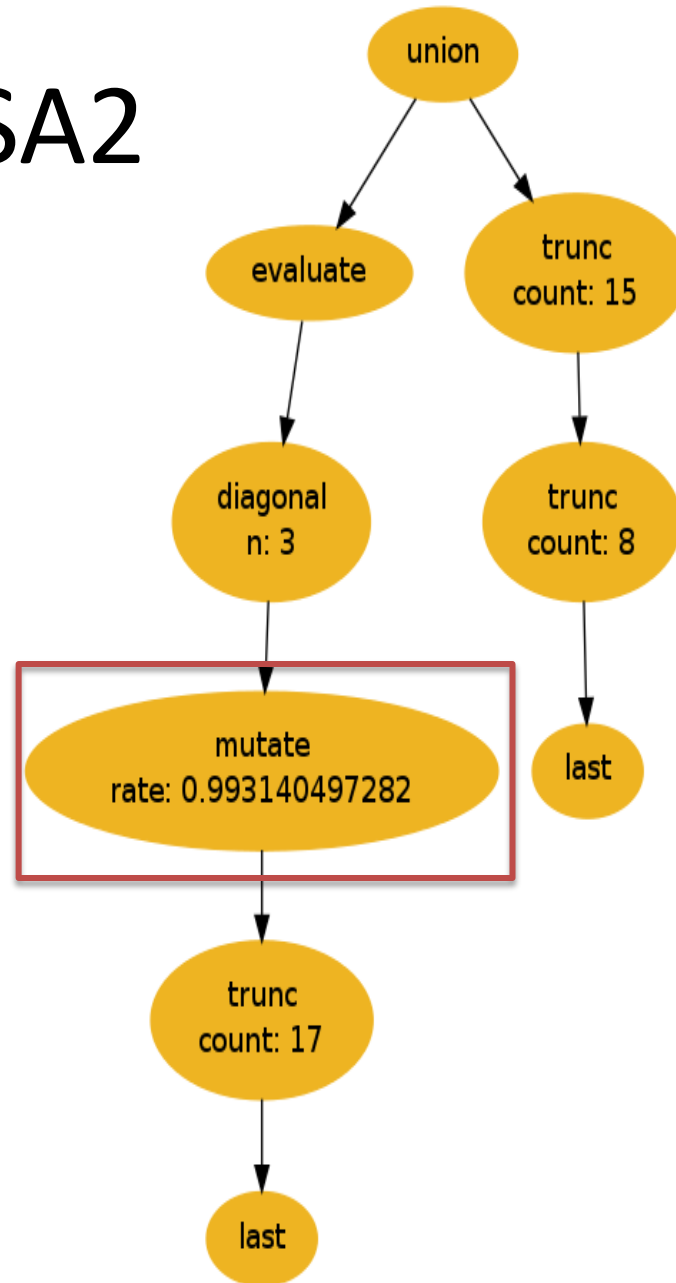 SA2
union
evaluate
trunc
count: 15
diagonal
n: 3
trunc
count: 8
mutate
rate: 0.993140497282
last
trunc
count: 17
last